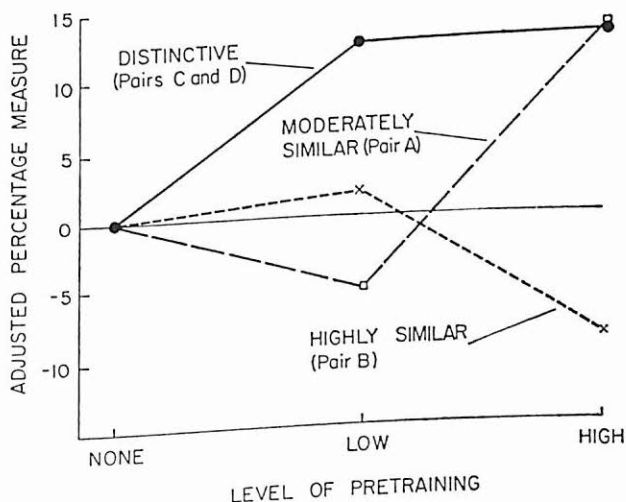 ADJUSTED PERCENTAGE MEASURE
15
10
5
0
-5
-10
DISTINCTIVE
(Pairs C and D)
MODERATELY
SIMILAR (Pair A)
HIGHLY SIMILAR
(Pair B)
NONE
LOW
HIGH
LEVEL OF PRETRAINING